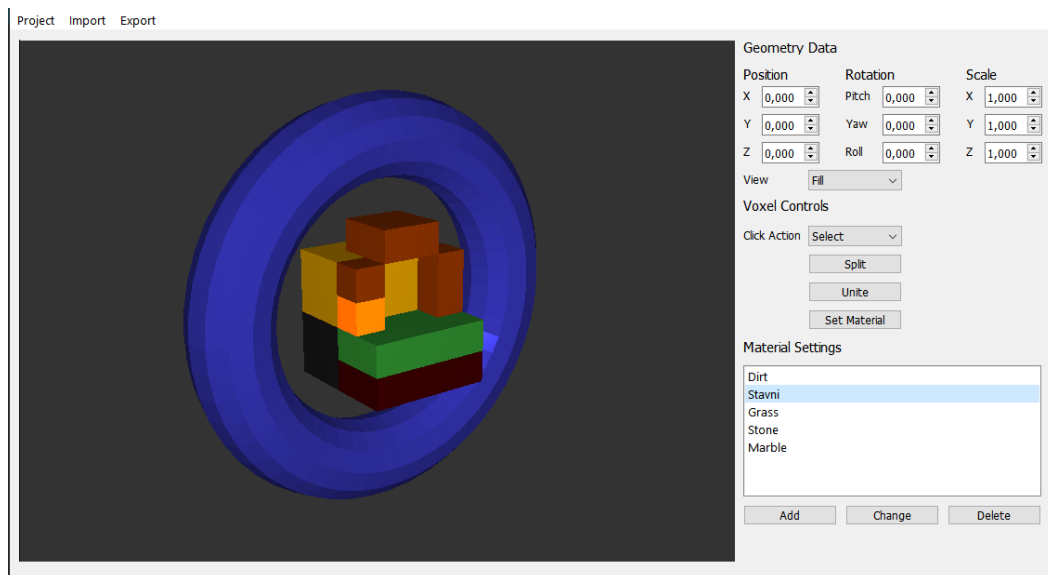 Project Import Export
Geometry Data
Position Rotation Scale
X 0,000 Pitch 0,000 X 1,000
Y 0,000 Yaw 0,000 Y 1,000
Z 0,000 Roll 0,000 Z 1,000
View Fill
Voxel Controls
Click Action Select
Split
Unite
Set Material
Material Settings
Dirt
Stavni
Grass
Stone
Marble
Add Change Delete